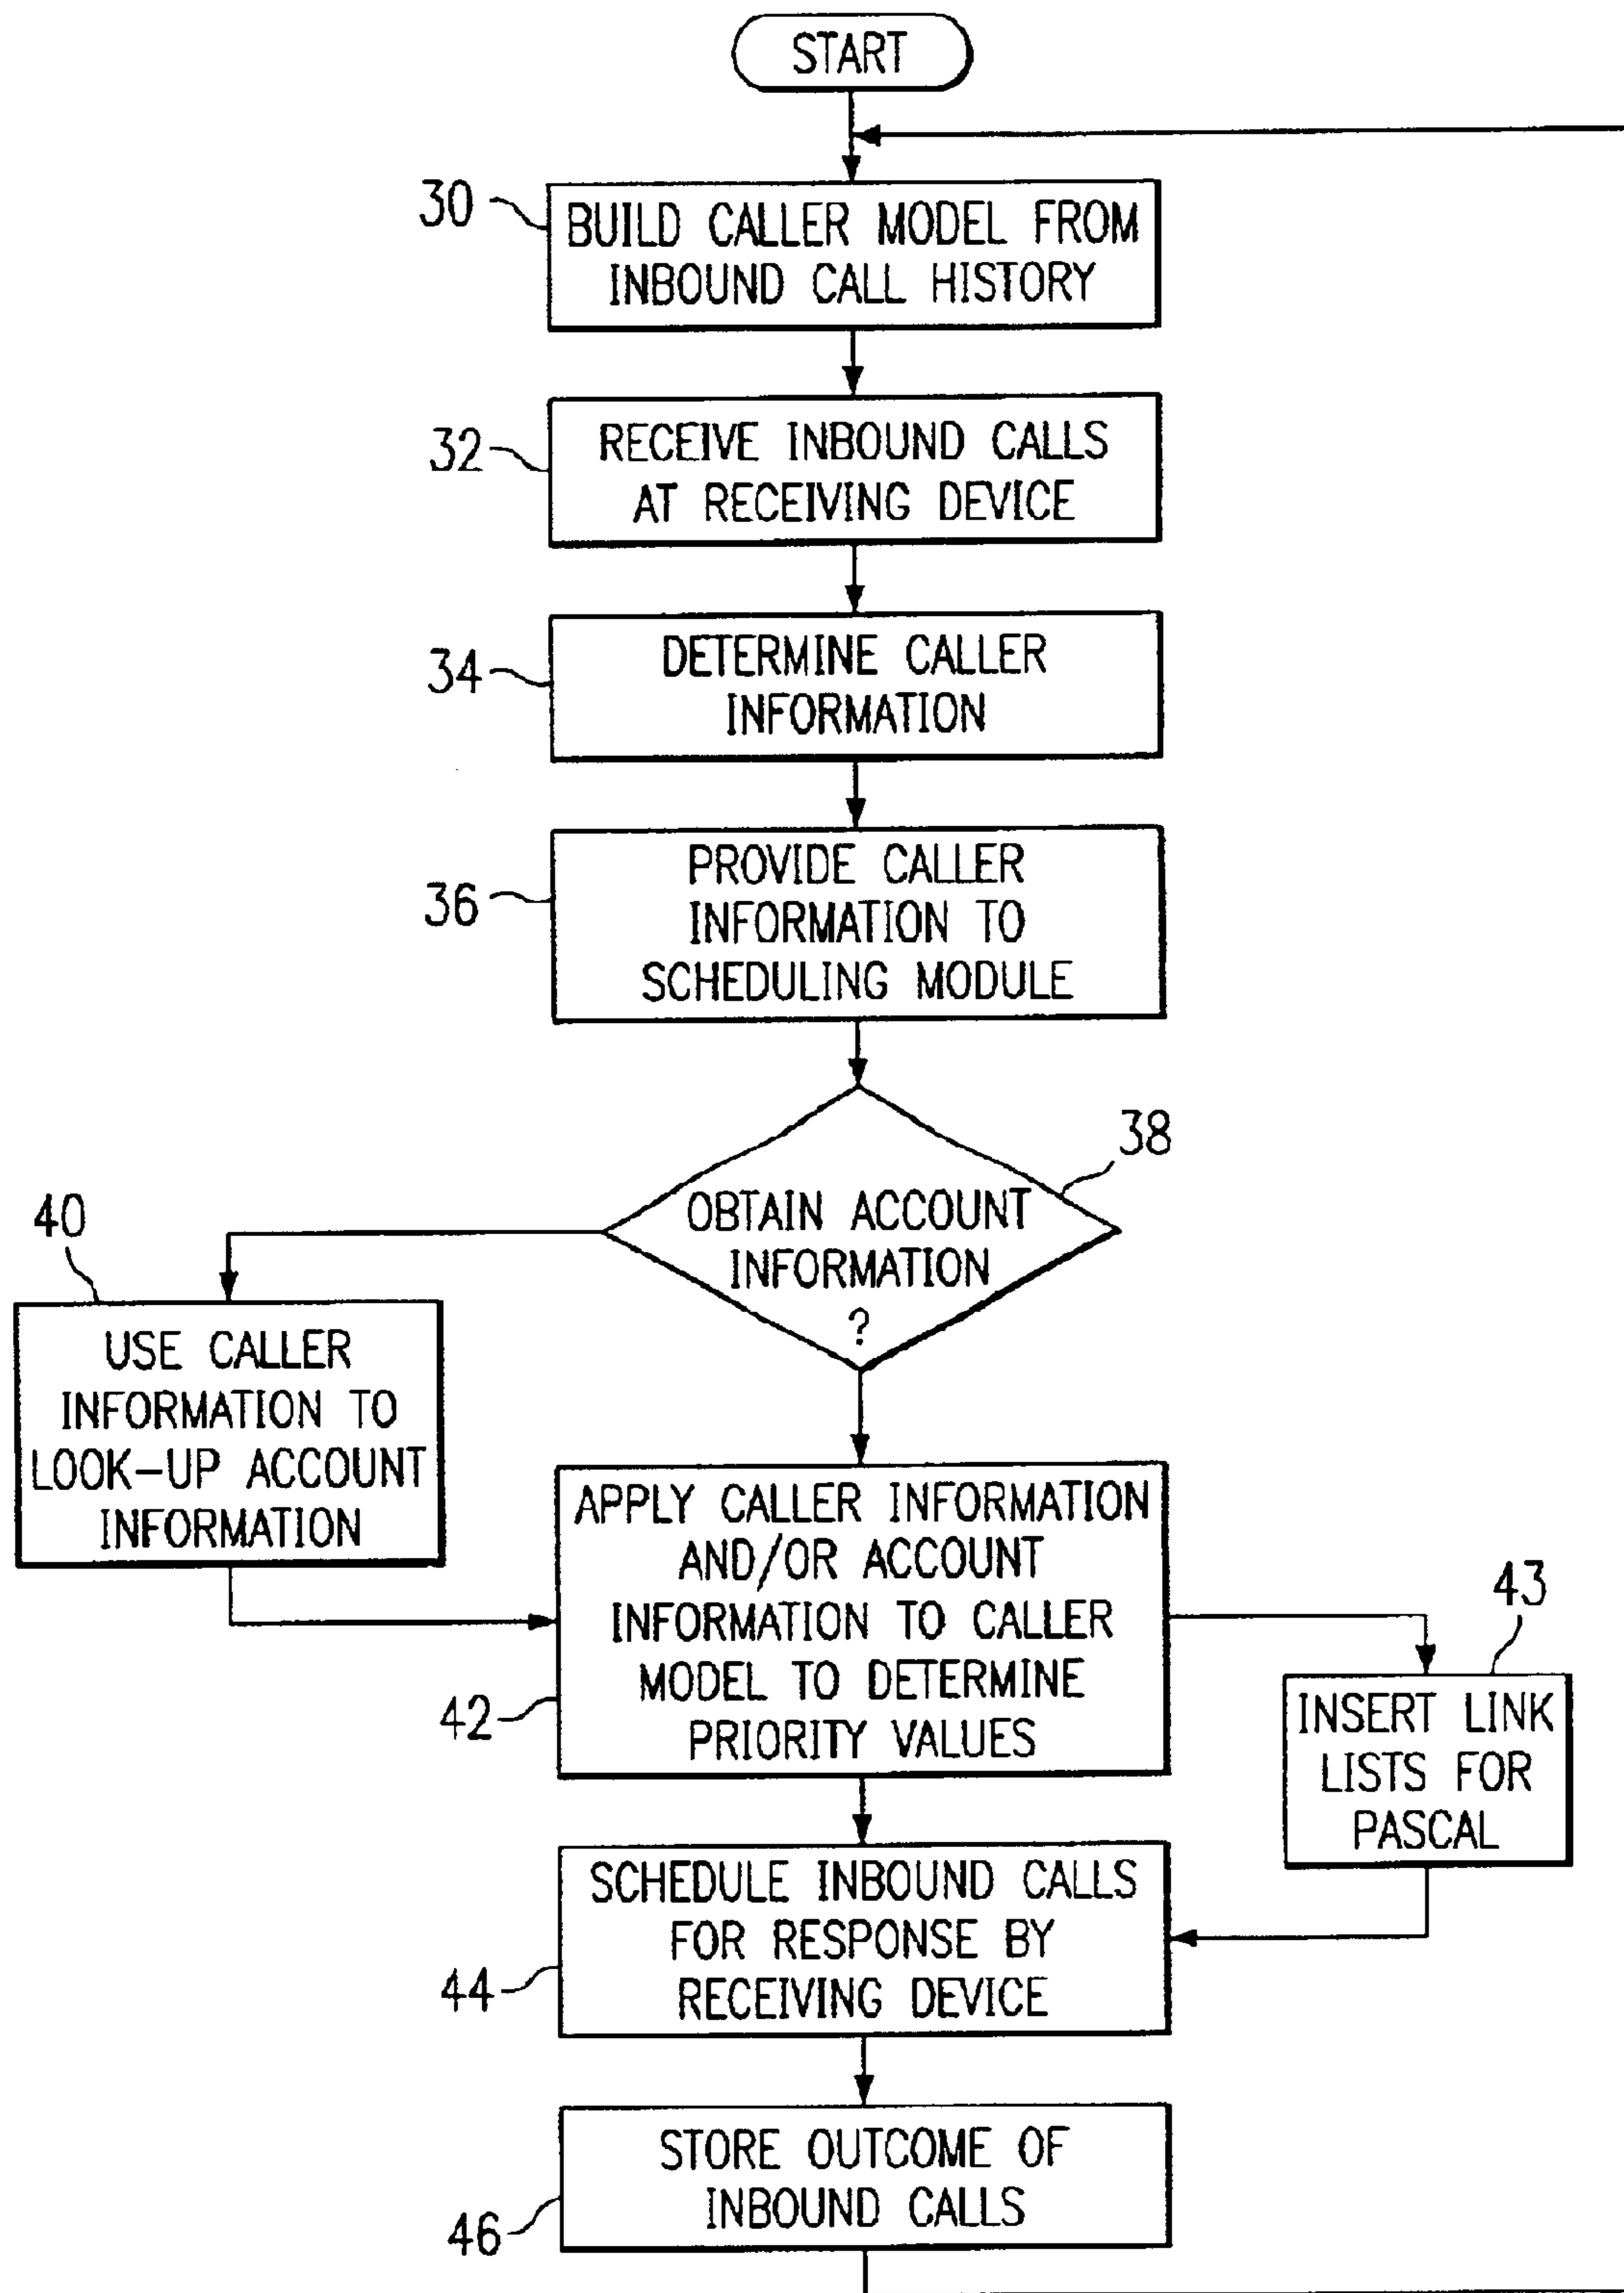 START
30
BUILD CALLER MODEL FROM
INBOUND CALL HISTORY
32
RECEIVE INBOUND CALLS
AT RECEIVING DEVICE
34
DETERMINE CALLER
INFORMATION
36
PROVIDE CALLER
INFORMATION TO
SCHEDULING MODULE
38
OBTAIN ACCOUNT
INFORMATION
?
40
USE CALLER
INFORMATION TO
LOOK-UP ACCOUNT
INFORMATION
42
APPLY CALLER INFORMATION
AND/OR ACCOUNT
INFORMATION TO CALLER
MODEL TO DETERMINE
PRIORITY VALUES
43
INSERT LINK
LISTS FOR
PASCAL
44
SCHEDULE INBOUND CALLS
FOR RESPONSE BY
RECEIVING DEVICE
46
STORE OUTCOME OF
INBOUND CALLS